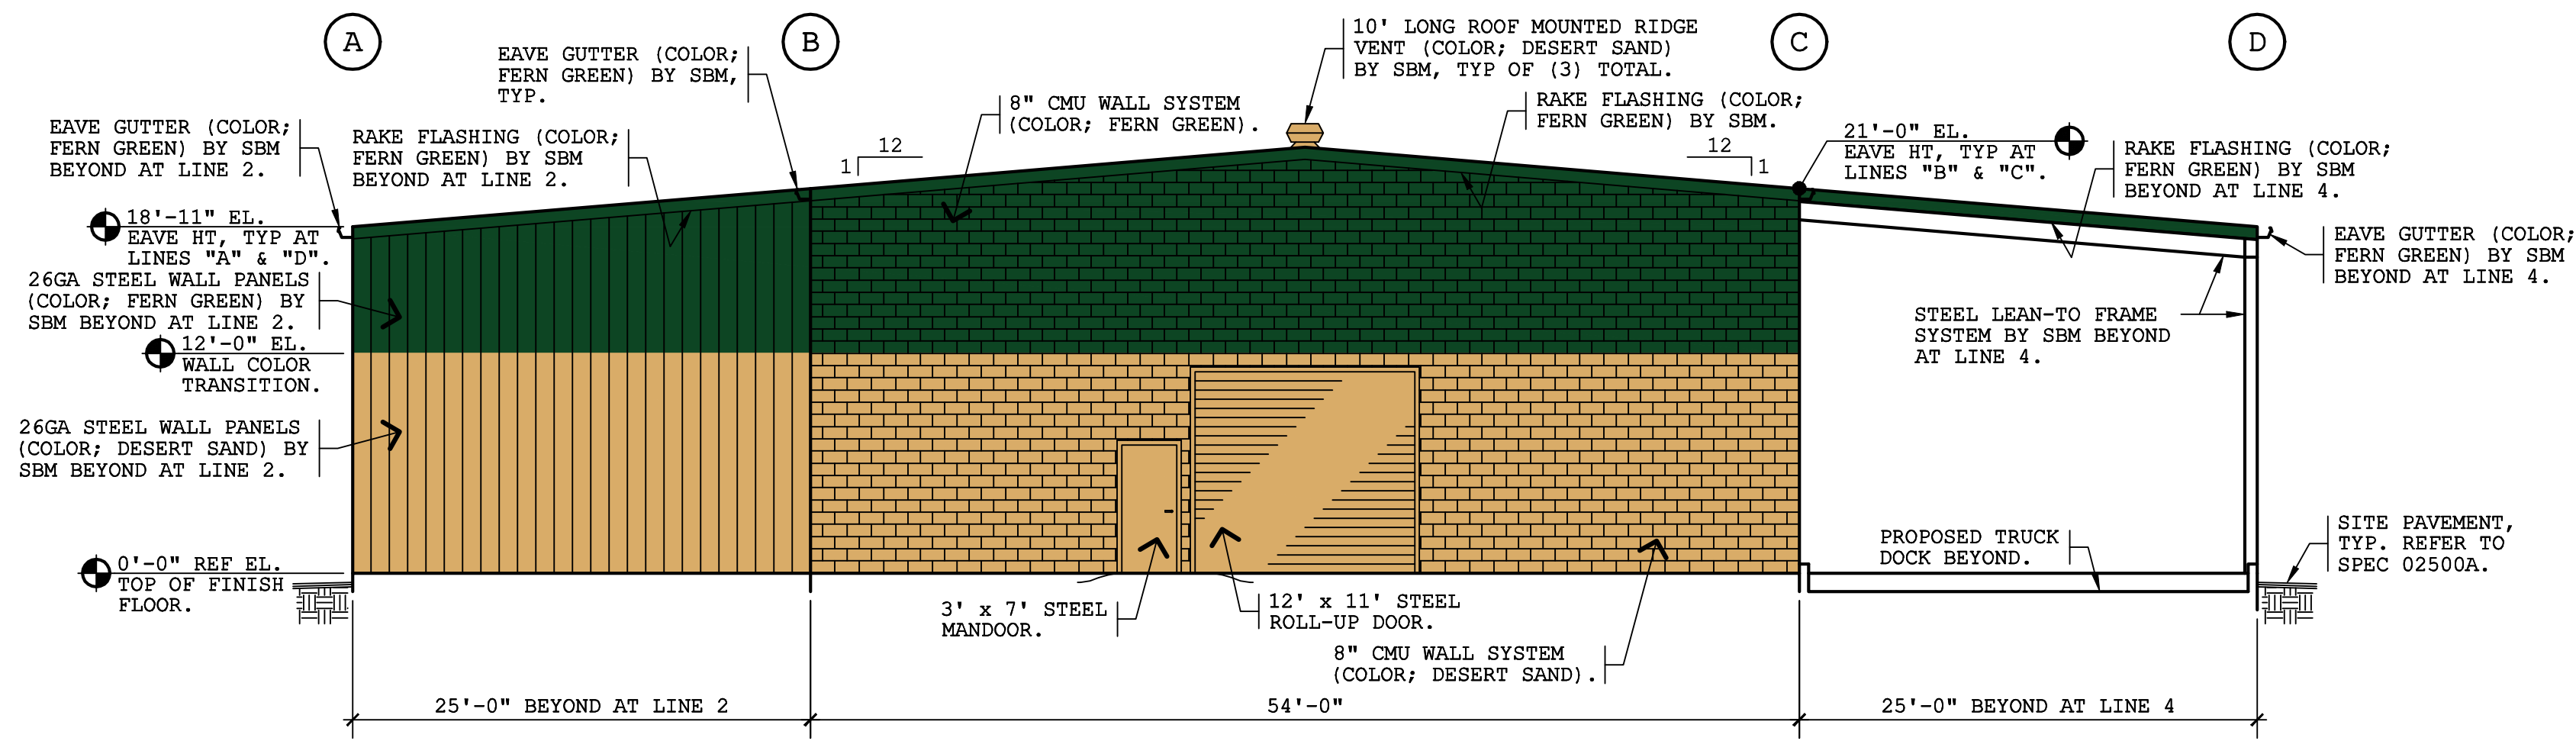 A
B
C
D
EAVE GUTTER (COLOR;
FERN GREEN) BY SBM,
TYP.
10' LONG ROOF MOUNTED RIDGE
VENT (COLOR; DESERT SAND)
BY SBM, TYP OF (3) TOTAL.
8" CMU WALL SYSTEM
(COLOR; FERN GREEN).
RAKE FLASHING (COLOR;
FERN GREEN) BY SBM.
EAVE GUTTER (COLOR;
FERN GREEN) BY SBM
BEYOND AT LINE 2.
RAKE FLASHING (COLOR;
FERN GREEN) BY SBM
BEYOND AT LINE 2.
12
1
12
1
21'-0" EL.
EAVE HT, TYP AT
LINES "B" & "C".
RAKE FLASHING (COLOR;
FERN GREEN) BY SBM
BEYOND AT LINE 4.
18'-11" EL.
EAVE HT, TYP AT
LINES "A" & "D".
EAVE GUTTER (COLOR;
FERN GREEN) BY SBM
BEYOND AT LINE 4.
26GA STEEL WALL PANELS
(COLOR; FERN GREEN) BY
SBM BEYOND AT LINE 2.
STEEL LEAN-TO FRAME
SYSTEM BY SBM BEYOND
AT LINE 4.
12'-0" EL.
WALL COLOR
TRANSITION.
26GA STEEL WALL PANELS
(COLOR; DESERT SAND) BY
SBM BEYOND AT LINE 2.
PROPOSED TRUCK
DOCK BEYOND.
SITE PAVEMENT,
TYP. REFER TO
SPEC 02500A.
0'-0" REF EL.
TOP OF FINISH
FLOOR.
3' x 7' STEEL
MANDOOR.
12' x 11' STEEL
ROLL-UP DOOR.
8" CMU WALL SYSTEM
(COLOR; DESERT SAND).
25'-0" BEYOND AT LINE 2
54'-0"
25'-0" BEYOND AT LINE 4